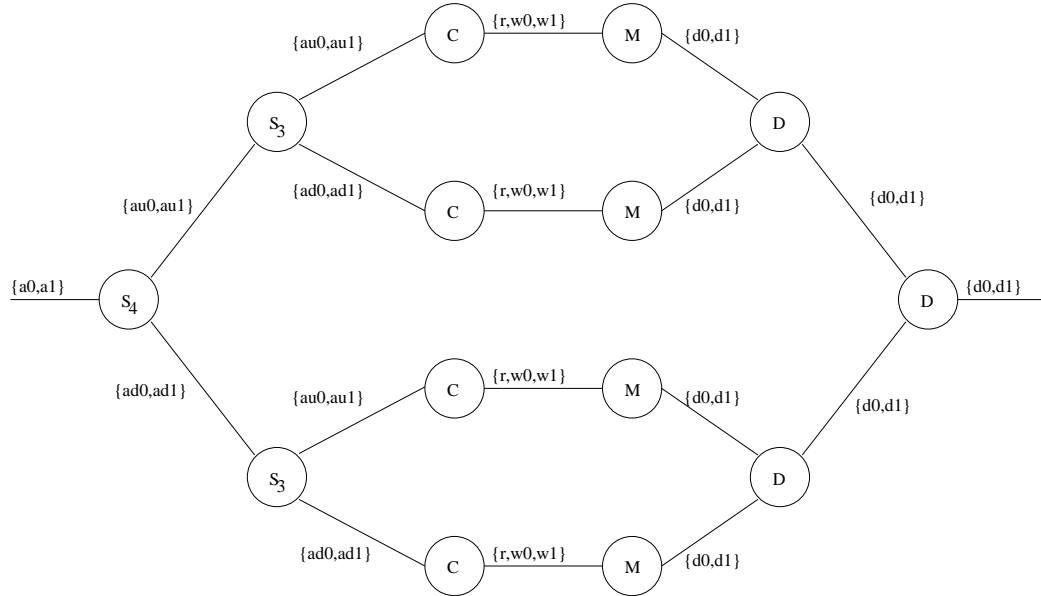 {r,w0,w1}
{au0,au1} C M {d0,d1}
S3 D
{ad0,ad1} {r,w0,w1}
{au0,au1} C M {d0,d1} {d0,d1}
{a0,a1} S4 D {d0,d1}
{ad0,ad1} {au0,au1} {r,w0,w1} {d0,d1} {d0,d1}
C M
S3 D
{ad0,ad1} {r,w0,w1} {d0,d1}
C M